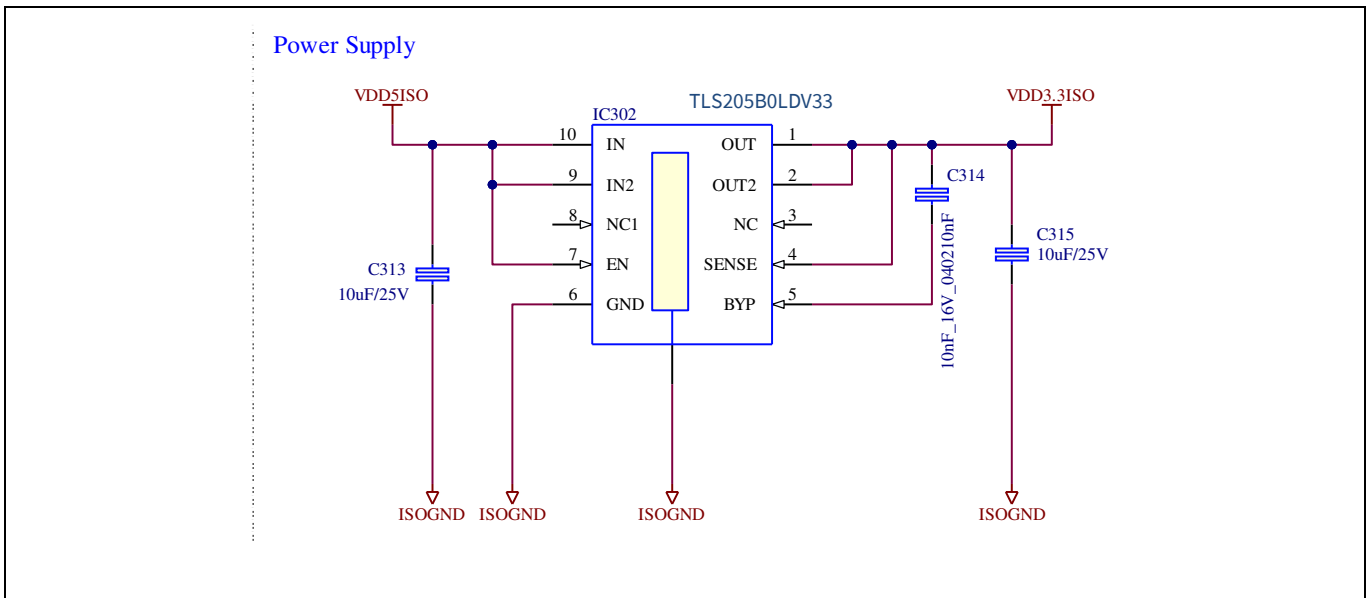 Power Supply
VDD5ISO
TLS205B0LDV33
VDD3.3ISO
IC302
10 IN OUT 1
9 IN2 OUT2 2
C314
8 NC1 NC 3
C315
10uF/25V
7 EN SENSE 4
C313
10uF/25V
6 GND BYP 5
10nF_16V_040210nF
ISOGND ISOGND ISOGND ISOGND